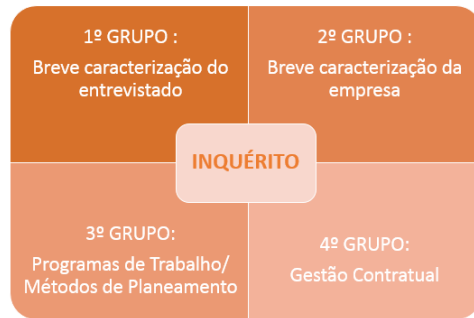 1º GRUPO :
Breve caracterização do
entrevistado
2º GRUPO :
Breve caracterização da
empresa
INQUÉRITO
3º GRUPO:
Programas de Trabalho/
Métodos de Planeamento
4º GRUPO:
Gestão Contratual